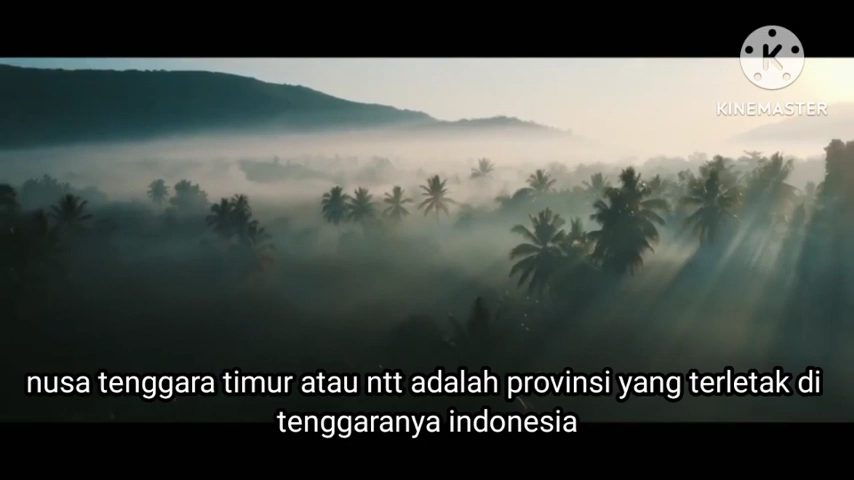 KINEMASTER
nusa tenggara timur atau ntt adalah provinsi yang terletak di
tenggaranya indonesia